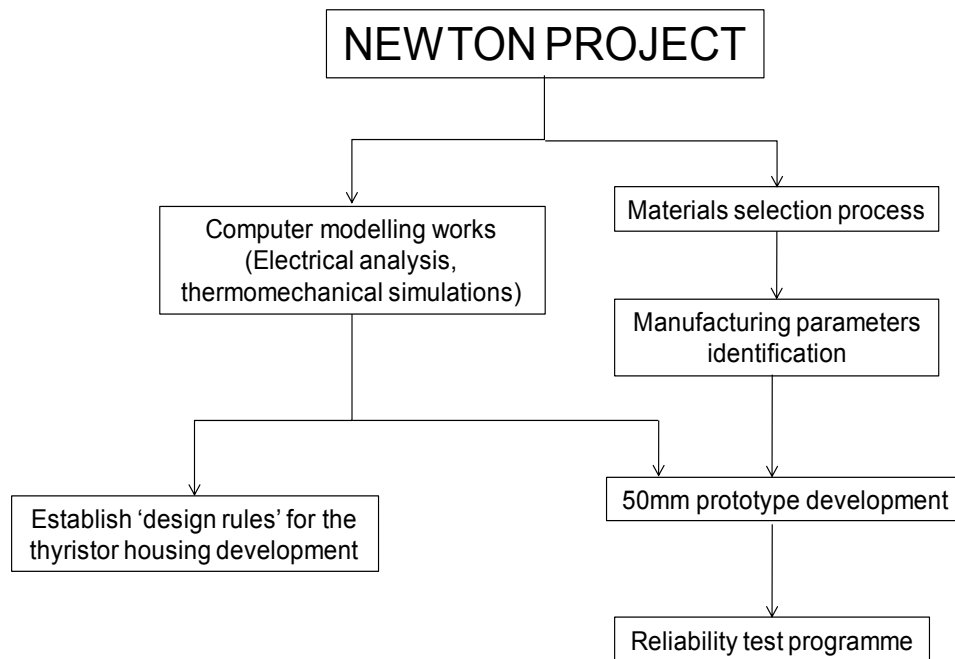 NEWTON PROJECT
Computer modelling works
(Electrical analysis,
thermomechanical simulations)
Materials selection process
Manufacturing parameters
identification
Establish ‘design rules’ for the
thyristor housing development
50mm prototype development
Reliability test programme